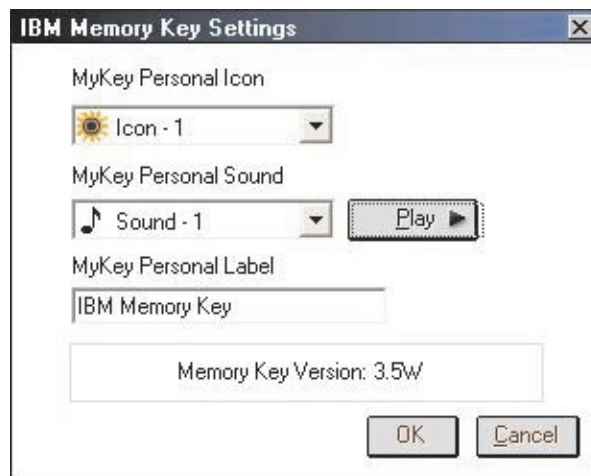 IBM Memory Key Settings
MyKey Personal Icon
Icon - 1
MyKey Personal Sound
Sound - 1
Play
MyKey Personal Label
IBM Memory Key
Memory Key Version: 3.5W
OK
Cancel